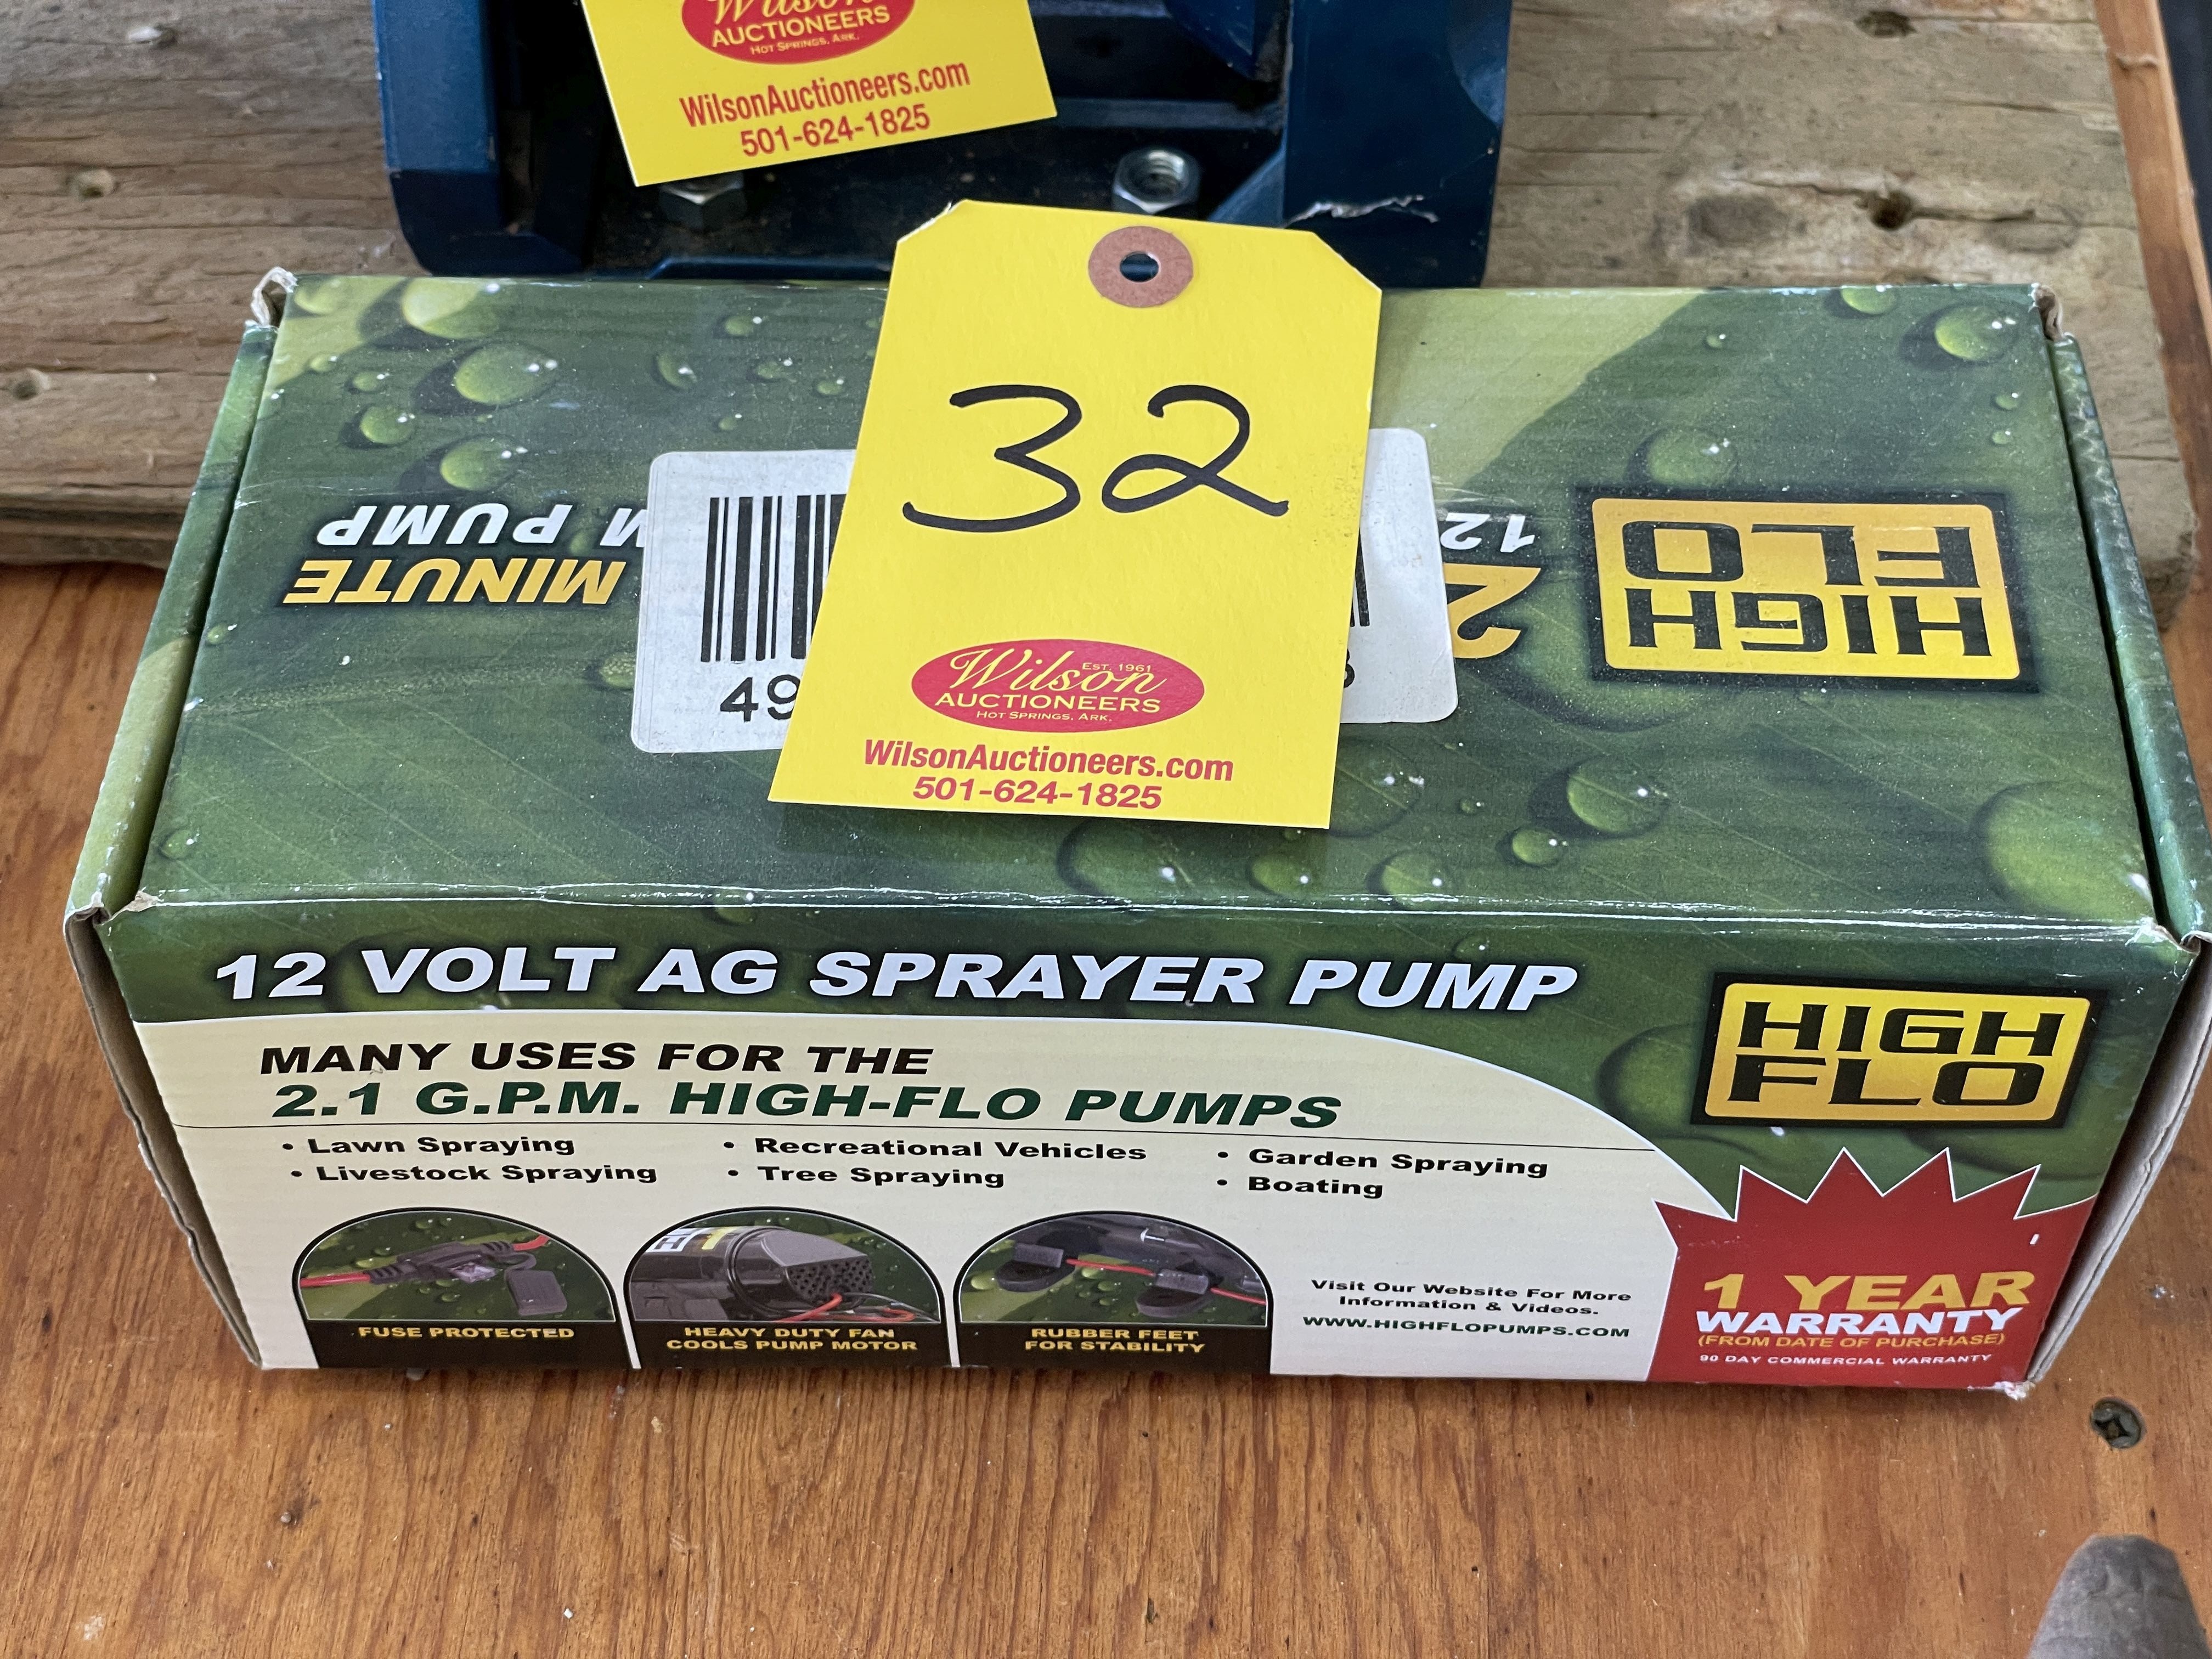 Wilson
AUCTIONEERS
HOT SPRINGS, ARK.
WilsonAuctioneers.com
501-624-1825
32
EST. 1961
Wilson
AUCTIONEERS
HOT SPRINGS, ARK.
WilsonAuctioneers.com
501-624-1825
HIGH
FLO
2
MINUTE
12
M PUMP
49
12 VOLT AG SPRAYER PUMP
HIGH
FLO
MANY USES FOR THE
2.1 G.P.M. HIGH-FLO PUMPS
• Lawn Spraying
• Livestock Spraying
• Recreational Vehicles
• Tree Spraying
• Garden Spraying
• Boating
FUSE PROTECTED
HEAVY DUTY FAN
COOLS PUMP MOTOR
RUBBER FEET
FOR STABILITY
Visit Our Website For More
Information & Videos.
WWW.HIGHFLOPUMPS.COM
1 YEAR
WARRANTY
(FROM DATE OF PURCHASE)
90 DAY COMMERCIAL WARRANTY